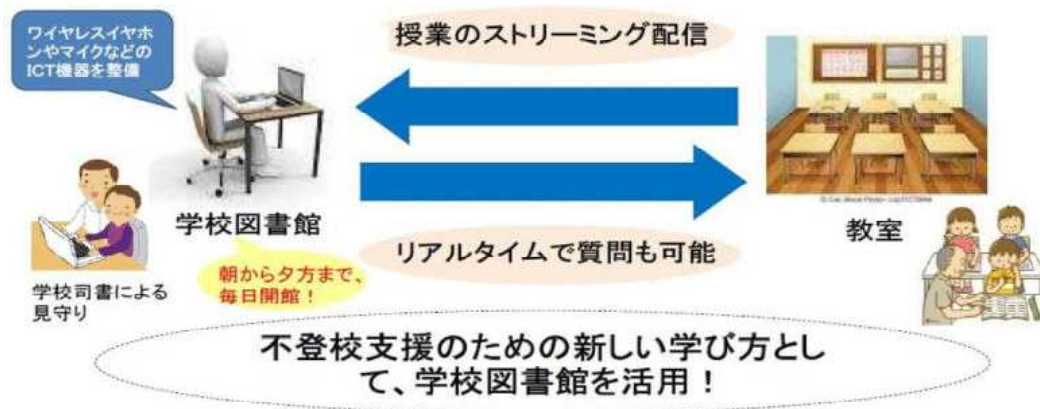 ワイヤレスイヤホ
ンやマイクなどの
ICT機器を整備
授業のストリーミング配信
学校図書館
教室
リアルタイムで質問も可能
朝から夕方まで、
毎日開館！
学校司書による
見守り
不登校支援のための新しい学び方とし
て、学校図書館を活用！